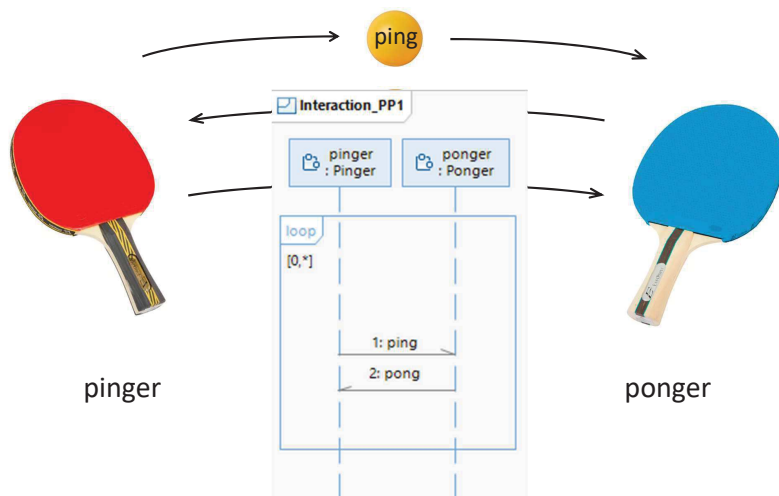 ping
Interaction_PP1
pinger
: Pinger
ponger
: Ponger
loop
[0,*]
1: ping
2: pong
pinger
ponger